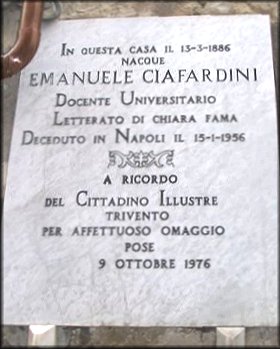 IN QUESTA CASA IL 13-3-1886
NACQUE
EMANUELE CIAFARDINI
DOCENTE UNIVERSITARIO
LETTERATO DI CHIARA FAMA
DECEDUTO IN NAPOLI IL 15-1-1956
A RICORDO
DEL CITTADINO ILLUSTRE
TRIVENTO
PER AFFETTUOSO OMAGGIO
POSE
9 OTTOBRE 1976